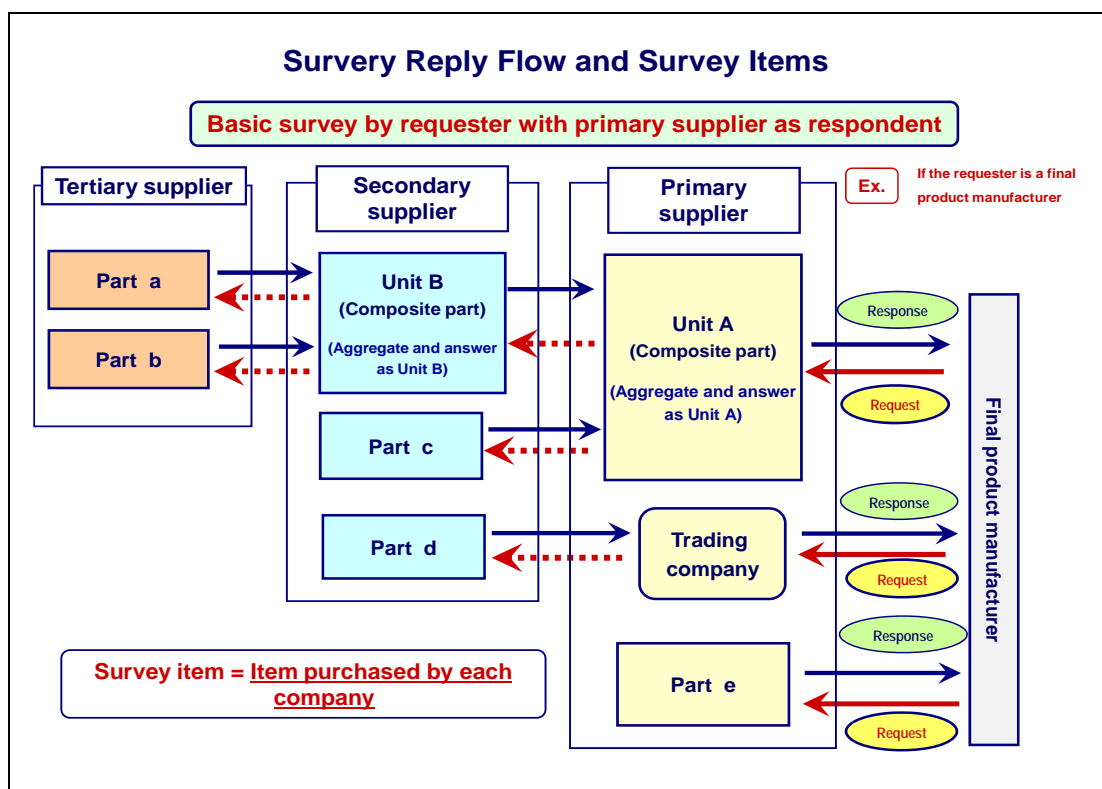 Survery Reply Flow and Survey Items
Basic survey by requester with primary supplier as respondent
Ex.
If the requester is a final
product manufacturer
Tertiary supplier
Part a
Part b
Secondary
supplier
Unit B
(Composite part)
(Aggregate and answer
as Unit B)
Part c
Part d
Primary
supplier
Unit A
(Composite part)
(Aggregate and answer
as Unit A)
Trading
company
Part e
Response
Request
Response
Request
Response
Request
Final product manufacturer
Survey item = Item purchased by each
company